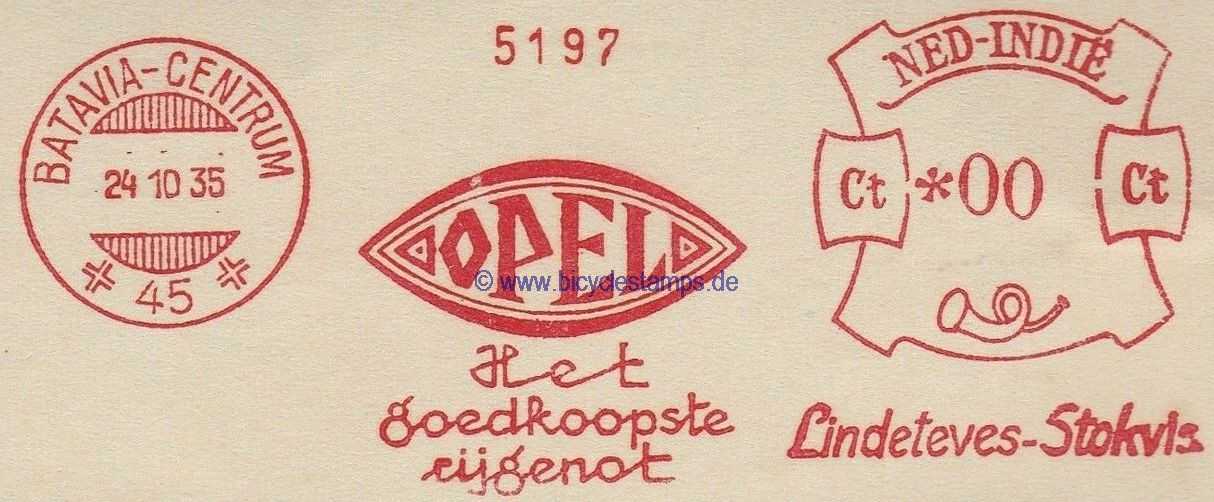 BATAVIA-CENTRUM
24 10 35
45
5197
OPEL
© www.bicyclestamps.de
Het
goedkoopste
rijgenot
NED-INDIË
Ct *00 Ct
Lindeteves-Stokvis